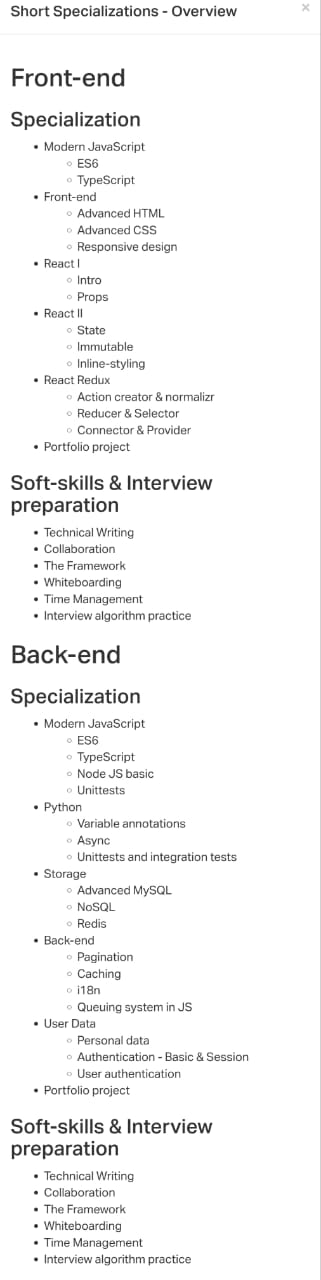 Short Specializations - Overview
×
Front-end
Specialization
• Modern JavaScript
◦ ES6
◦ TypeScript
• Front-end
◦ Advanced HTML
◦ Advanced CSS
◦ Responsive design
• React I
◦ Intro
◦ Props
• React II
◦ State
◦ Immutable
◦ Inline-styling
• React Redux
◦ Action creator & normalizr
◦ Reducer & Selector
◦ Connector & Provider
• Portfolio project
Soft-skills & Interview
preparation
• Technical Writing
• Collaboration
• The Framework
• Whiteboarding
• Time Management
• Interview algorithm practice
Back-end
Specialization
• Modern JavaScript
◦ ES6
◦ TypeScript
◦ Node JS basic
◦ Unittests
• Python
◦ Variable annotations
◦ Async
◦ Unittests and integration tests
• Storage
◦ Advanced MySQL
◦ NoSQL
◦ Redis
• Back-end
◦ Pagination
◦ Caching
◦ i18n
◦ Queuing system in JS
• User Data
◦ Personal data
◦ Authentication - Basic & Session
◦ User authentication
• Portfolio project
Soft-skills & Interview
preparation
• Technical Writing
• Collaboration
• The Framework
• Whiteboarding
• Time Management
• Interview algorithm practice